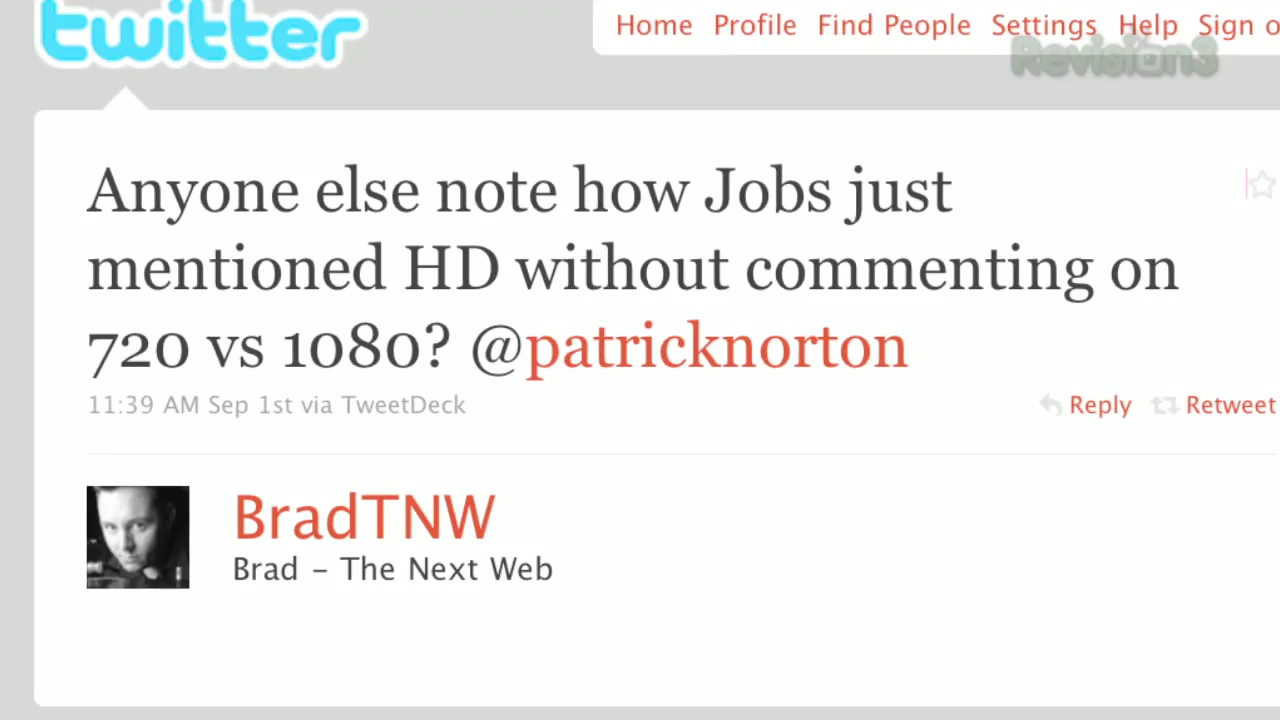 twitter
Home Profile Find People Settings Help Sign o
Revision3
Anyone else note how Jobs just
mentioned HD without commenting on
720 vs 1080? @patricknorton
11:39 AM Sep 1st via TweetDeck
Reply Retweet
BradTNW
Brad – The Next Web